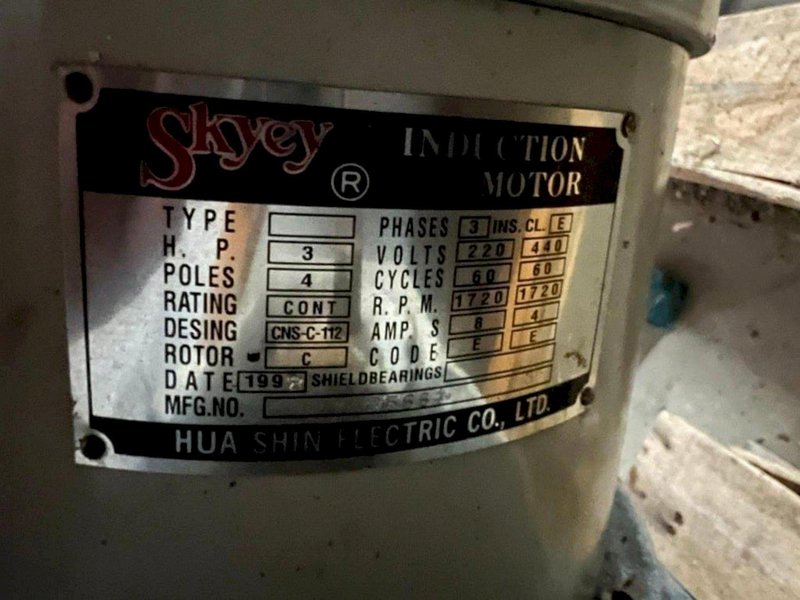 Skyey ® INDUCTION
MOTOR
TYPE PHASES 3 INS. CL. E
H. P. 3 VOLTS 220 440
POLES 4 CYCLES 60 60
RATING CONT R.P.M. 1720 1720
DESING CNS-C-112 AMP. S 8 4
ROTOR C CODE E E
DATE SHIELDBEARINGS
MFG.NO.
HUA SHIN ELECTRIC CO., LTD.